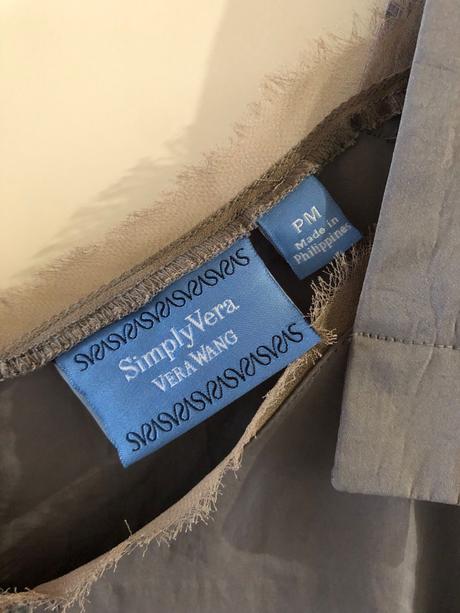 SimplyVera
VERA WANG
PM
Made in
Philippines